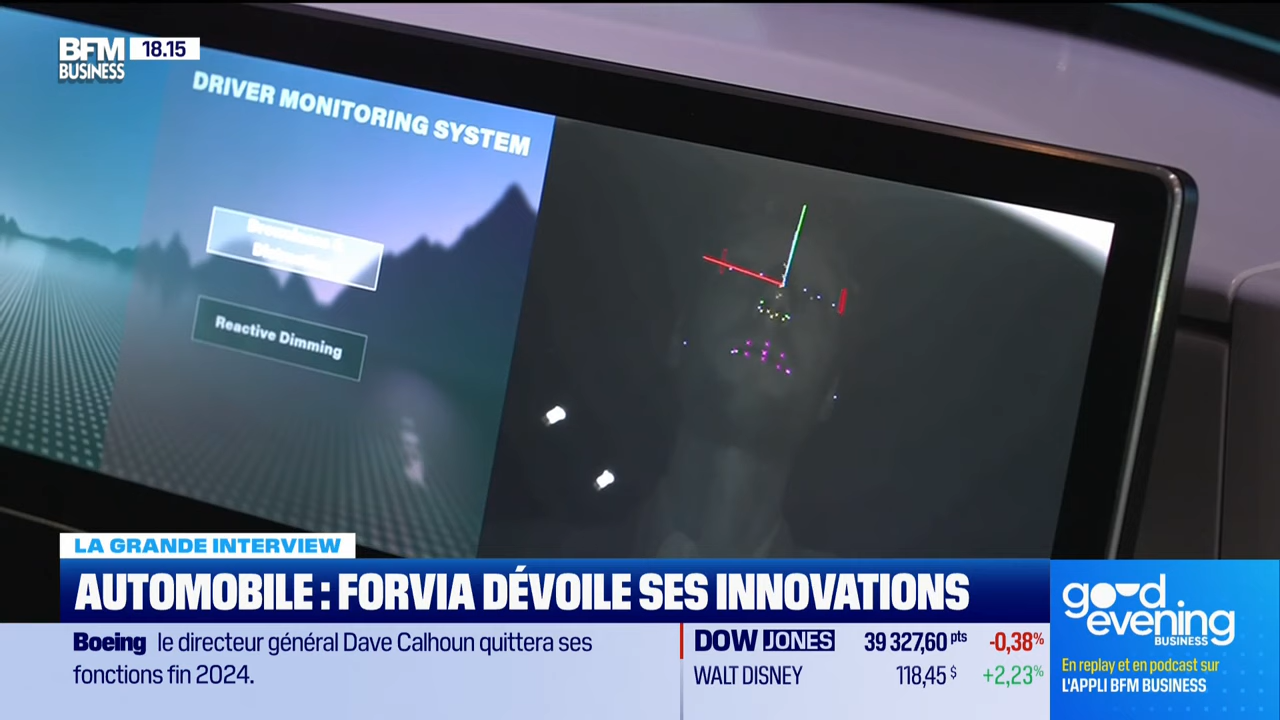 BFM
BUSINESS
18.15
DRIVER MONITORING SYSTEM
Reactive Dimming
LA GRANDE INTERVIEW
AUTOMOBILE : FORVIA DÉVOILE SES INNOVATIONS
Boeing le directeur général Dave Calhoun quittera ses
fonctions fin 2024.
DOW JONES 39 327,60 pts -0,38%
WALT DISNEY 118,45 $ +2,23%
good
evening
BUSINESS
En replay et en podcast sur
L'APPLI BFM BUSINESS